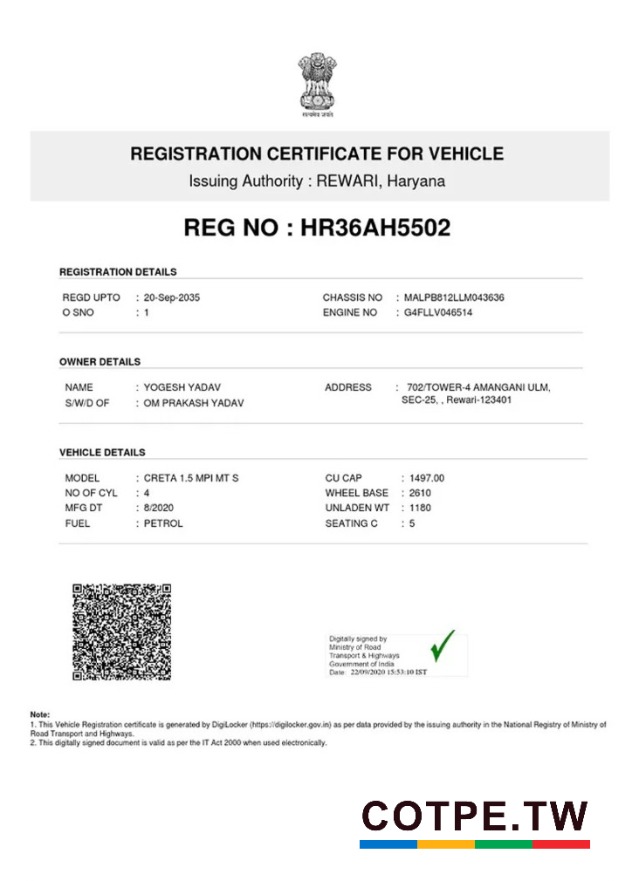 सत्यमेव जयते
REGISTRATION CERTIFICATE FOR VEHICLE
Issuing Authority : REWARI, Haryana
REG NO : HR36AH5502
REGISTRATION DETAILS
REGD UPTO : 20-Sep-2035 CHASSIS NO : MALPB812LLM043636
O SNO : 1 ENGINE NO : G4FLLV046514
OWNER DETAILS
NAME : YOGESH YADAV ADDRESS : 702/TOWER-4 AMANGANI ULM,
S/W/D OF : OM PRAKASH YADAV SEC-25, , Rewari-123401
VEHICLE DETAILS
MODEL : CRETA 1.5 MPI MT S CU CAP : 1497.00
NO OF CYL : 4 WHEEL BASE : 2610
MFG DT : 8/2020 UNLADEN WT : 1180
FUEL : PETROL SEATING C : 5
Digitally signed by
Ministry of Road
Transport & Highways
Government of India
Date: 22/09/2020 15:53:10 IST
Note:
1. This Vehicle Registration certificate is generated by DigiLocker (https://digilocker.gov.in) as per data provided by the issuing authority in the National Registry of Ministry of
Road Transport and Highways.
2. This digitally signed document is valid as per the IT Act 2000 when used electronically.
COTPE.TW